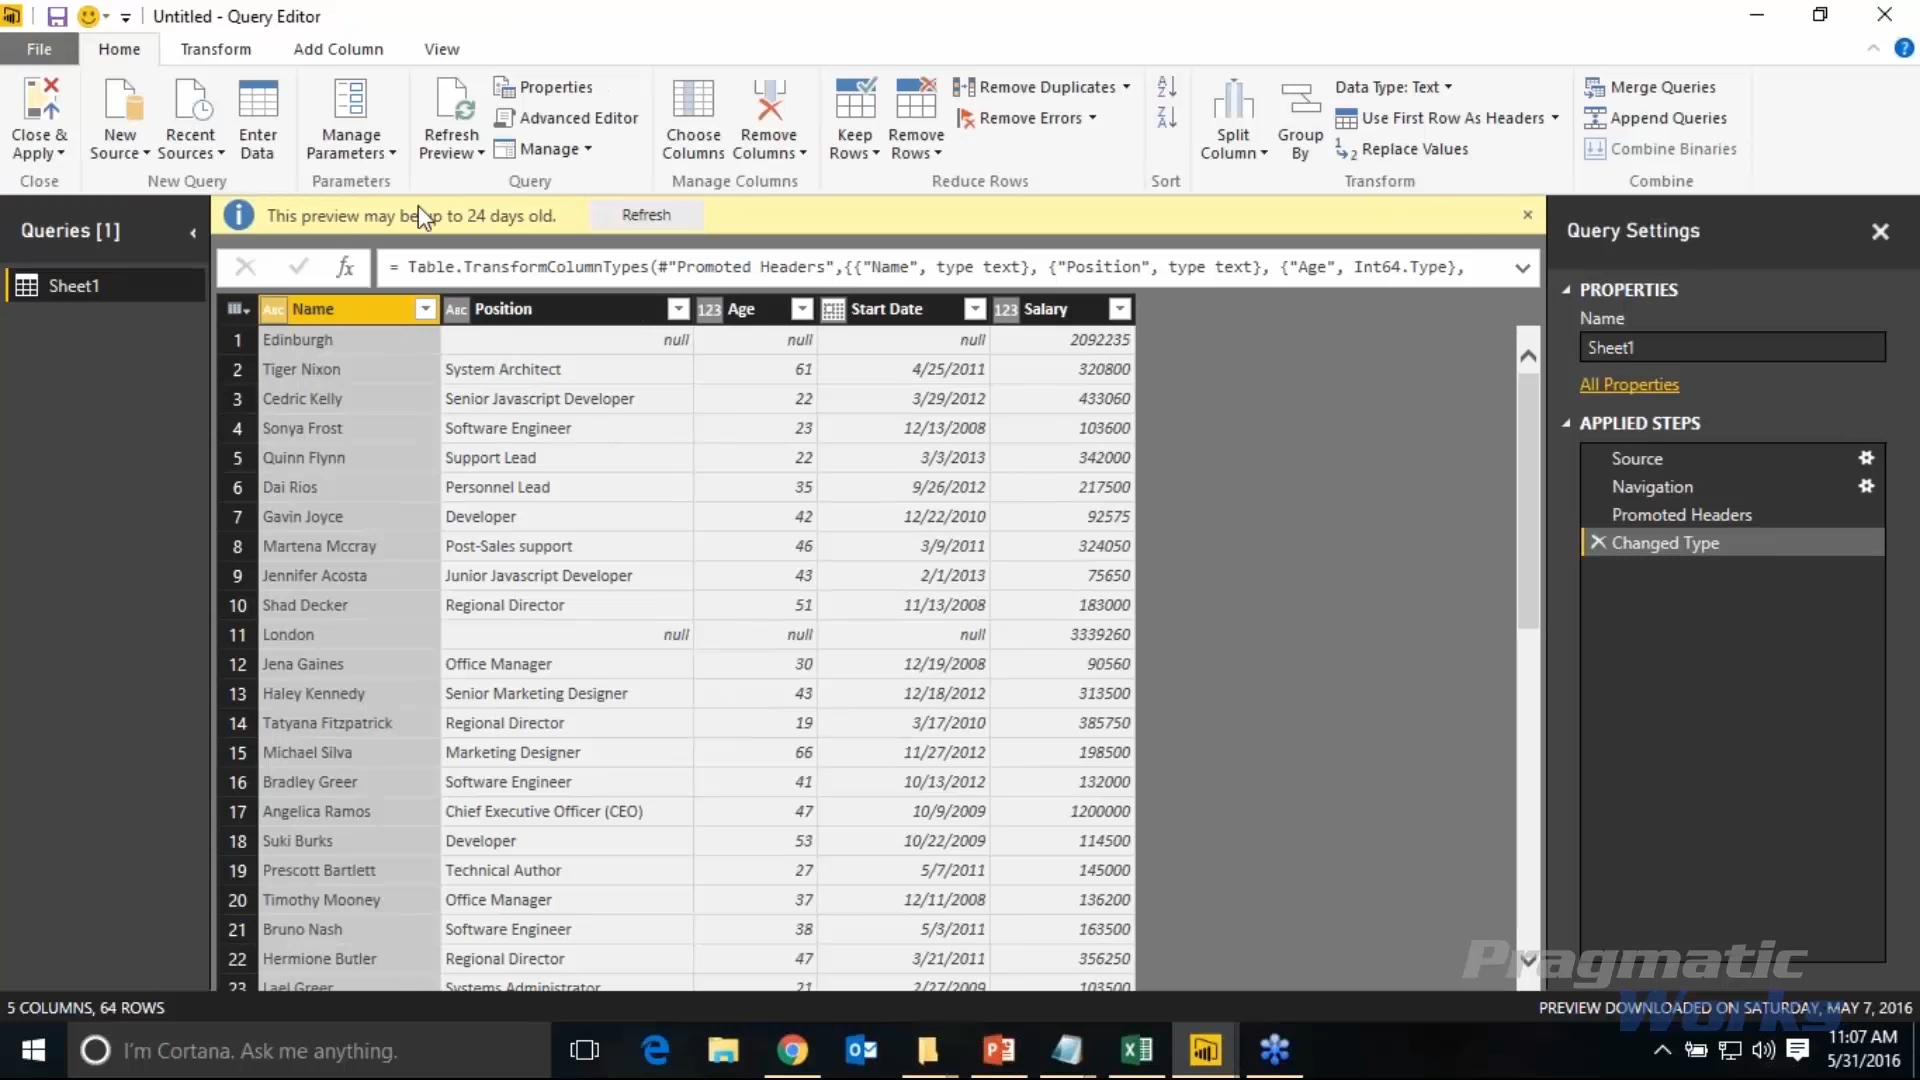 Untitled - Query Editor
File Home Transform Add Column View
Close & Apply
Close
New Source
Recent Sources
Enter Data
New Query
Manage Parameters
Parameters
Refresh Preview
Properties
Advanced Editor
Manage
Query
Choose Columns
Remove Columns
Manage Columns
Keep Rows
Remove Rows
Remove Duplicates
Remove Errors
Reduce Rows
Sort
Split Column
Group By
Data Type: Text
Use First Row As Headers
Replace Values
Transform
Merge Queries
Append Queries
Combine Binaries
Combine
Queries [1]
Sheet1
This preview may be up to 24 days old. Refresh
fx = Table.TransformColumnTypes(#"Promoted Headers",{{"Name", type text}, {"Position", type text}, {"Age", Int64.Type},
ABC Name ABC Position 123 Age Start Date 123 Salary
1 Edinburgh null null null 2092235
2 Tiger Nixon System Architect 61 4/25/2011 320800
3 Cedric Kelly Senior Javascript Developer 22 3/29/2012 433060
4 Sonya Frost Software Engineer 23 12/13/2008 103600
5 Quinn Flynn Support Lead 22 3/3/2013 342000
6 Dai Rios Personnel Lead 35 9/26/2012 217500
7 Gavin Joyce Developer 42 12/22/2010 92575
8 Martena Mccray Post-Sales support 46 3/9/2011 324050
9 Jennifer Acosta Junior Javascript Developer 43 2/1/2013 75650
10 Shad Decker Regional Director 51 11/13/2008 183000
11 London null null null 3339260
12 Jena Gaines Office Manager 30 12/19/2008 90560
13 Haley Kennedy Senior Marketing Designer 43 12/18/2012 313500
14 Tatyana Fitzpatrick Regional Director 19 3/17/2010 385750
15 Michael Silva Marketing Designer 66 11/27/2012 198500
16 Bradley Greer Software Engineer 41 10/13/2012 132000
17 Angelica Ramos Chief Executive Officer (CEO) 47 10/9/2009 1200000
18 Suki Burks Developer 53 10/22/2009 114500
19 Prescott Bartlett Technical Author 27 5/7/2011 145000
20 Timothy Mooney Office Manager 37 12/11/2008 136200
21 Bruno Nash Software Engineer 38 5/3/2011 163500
22 Hermione Butler Regional Director 47 3/21/2011 356250
23 Lael Greer Systems Administrator 21 2/27/2009 103500
Query Settings
PROPERTIES
Name
Sheet1
All Properties
APPLIED STEPS
Source
Navigation
Promoted Headers
Changed Type
Pragmatic
Works
5 COLUMNS, 64 ROWS
PREVIEW DOWNLOADED ON SATURDAY, MAY 7, 2016
I'm Cortana. Ask me anything.
11:07 AM
5/31/2016